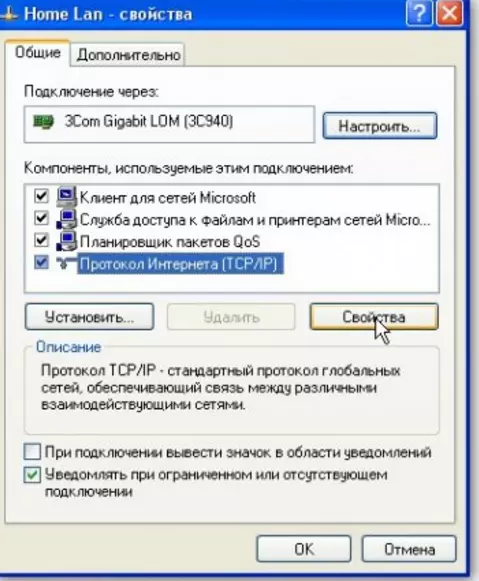 Home Lan - свойства
Общие
Дополнительно
Подключение через:
3Com Gigabit LOM (3C940)
Настроить...
Компоненты, используемые этим подключением:
Клиент для сетей Microsoft
Служба доступа к файлам и принтерам сетей Micro...
Планировщик пакетов QoS
Протокол Интернета (TCP/IP)
Установить...
Удалить
Свойства
Описание
Протокол TCP/IP - стандартный протокол глобальных
сетей, обеспечивающий связь между различными
взаимодействующими сетями.
При подключении вывести значок в области уведомлений
Уведомлять при ограниченном или отсутствующем
подключении
OK
Отмена